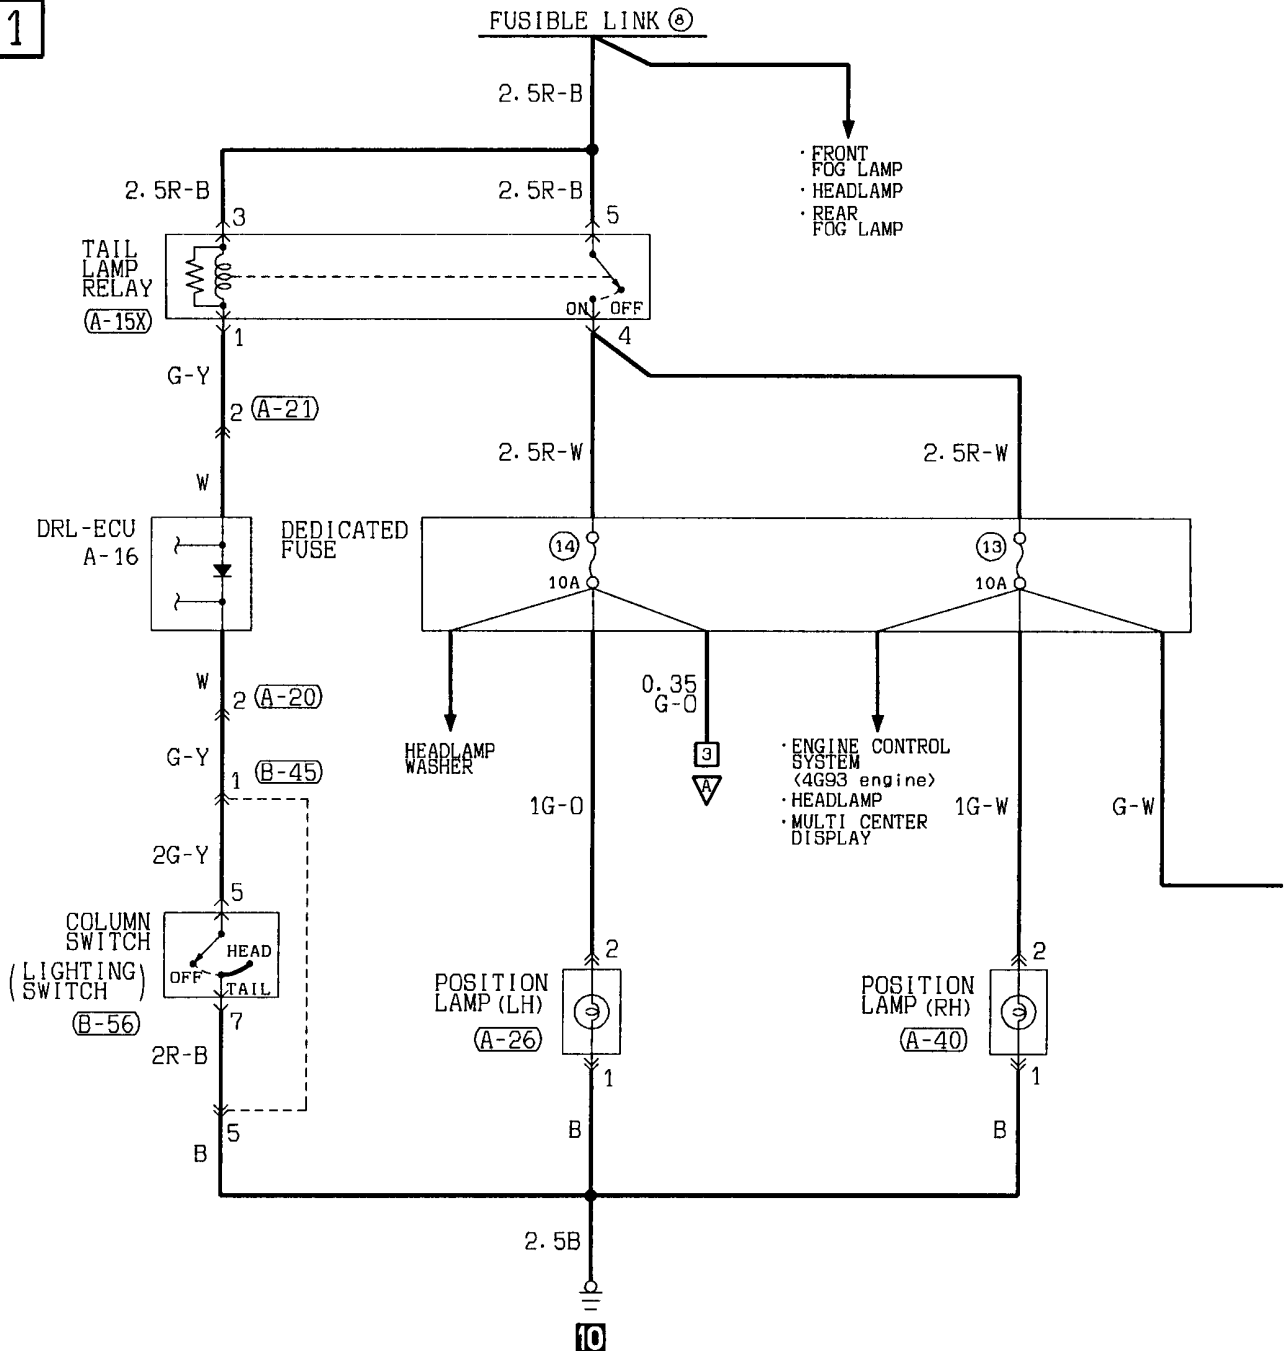 1
FUSIBLE LINK ⑧
2.5R-B
· FRONT
FOG LAMP
· HEADLAMP
· REAR
FOG LAMP
2.5R-B
2.5R-B
3
5
TAIL
LAMP
RELAY
(A-15X)
ON
OFF
1
4
G-Y
2
(A-21)
2.5R-W
2.5R-W
W
DRL-ECU
A-16
DEDICATED
FUSE
⑭
10A
⑬
10A
W
2
(A-20)
0.35
G-O
HEADLAMP
WASHER
3
A
· ENGINE CONTROL
SYSTEM
<4G93 engine>
· HEADLAMP
· MULTI CENTER
DISPLAY
G-Y
1
(B-45)
1G-O
1G-W
G-W
2G-Y
5
COLUMN
SWITCH
(LIGHTING
SWITCH)
(B-56)
HEAD
OFF
TAIL
7
2R-B
2
POSITION
LAMP (LH)
(A-26)
1
2
POSITION
LAMP (RH)
(A-40)
1
5
B
B
B
2.5B
10